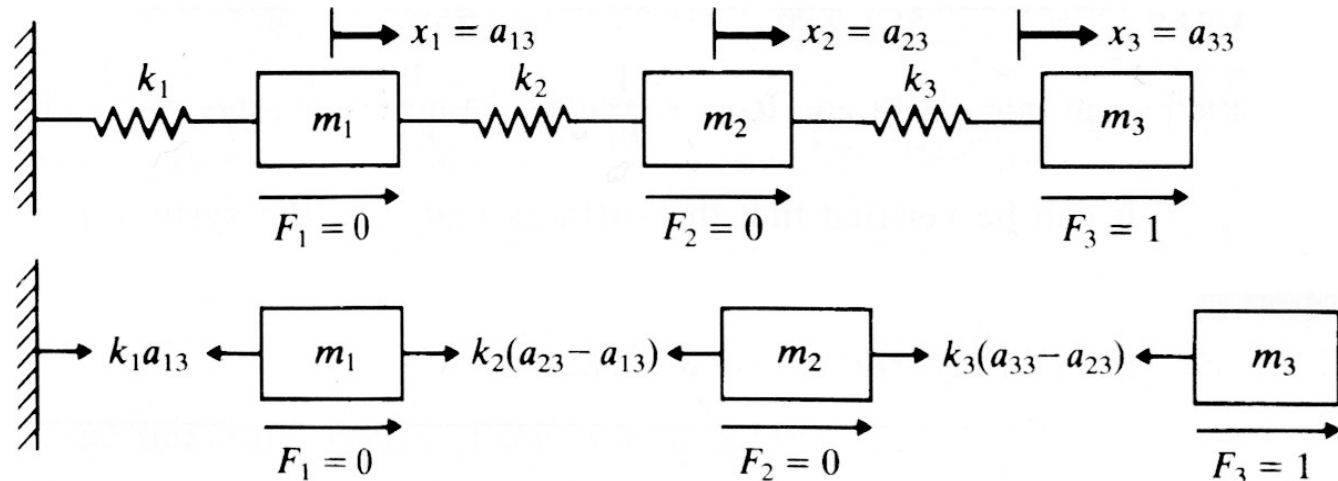 x₁ = a₁₃ x₂ = a₂₃ x₃ = a₃₃
k₁ k₂ k₃
m₁ m₂ m₃
F₁ = 0 F₂ = 0 F₃ = 1
k₁a₁₃ m₁ k₂(a₂₃ − a₁₃) m₂ k₃(a₃₃ − a₂₃) m₃
F₁ = 0 F₂ = 0 F₃ = 1